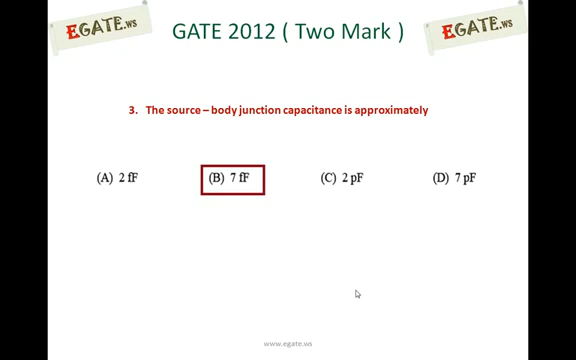 EGATE.ws
GATE 2012 ( Two Mark )
EGATE.ws
3. The source – body junction capacitance is approximately
(A) 2 fF
(B) 7 fF
(C) 2 pF
(D) 7 pF
www.egate.ws